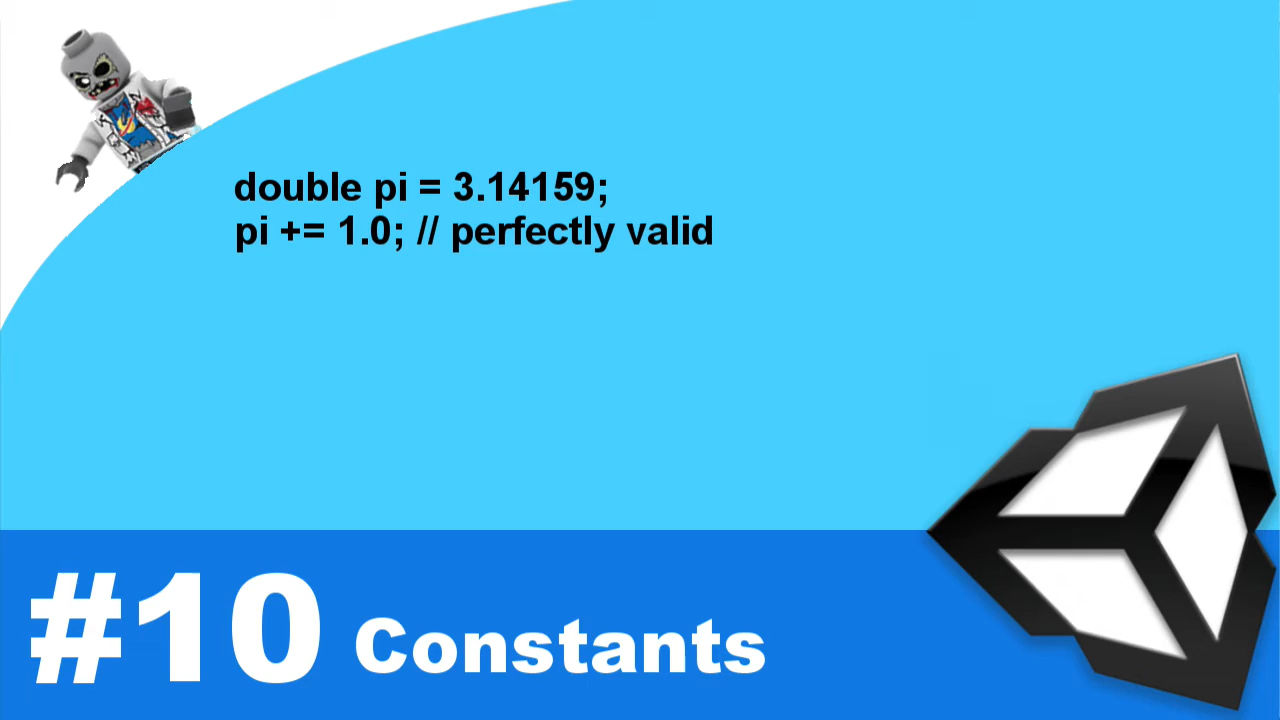 double pi = 3.14159;
pi += 1.0; // perfectly valid
#10 Constants